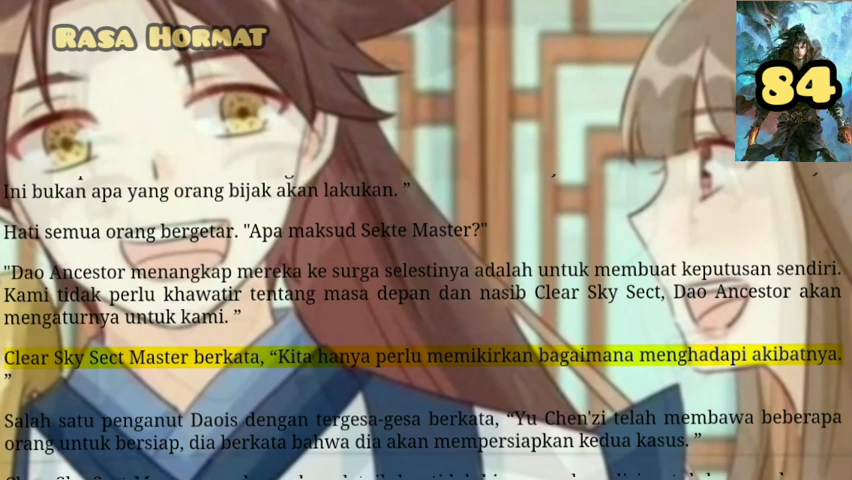 Rasa Hormat
84
Ini bukan apa yang orang bijak akan lakukan. ”
Hati semua orang bergetar. "Apa maksud Sekte Master?"
"Dao Ancestor menangkap mereka ke surga selestinya adalah untuk membuat keputusan sendiri.
Kami tidak perlu khawatir tentang masa depan dan nasib Clear Sky Sect, Dao Ancestor akan
mengaturnya untuk kami. ”
Clear Sky Sect Master berkata, “Kita hanya perlu memikirkan bagaimana menghadapi akibatnya.
”
Salah satu penganut Daois dengan tergesa-gesa berkata, “Yu Chen'zi telah membawa beberapa
orang untuk bersiap, dia berkata bahwa dia akan mempersiapkan kedua kasus. ”